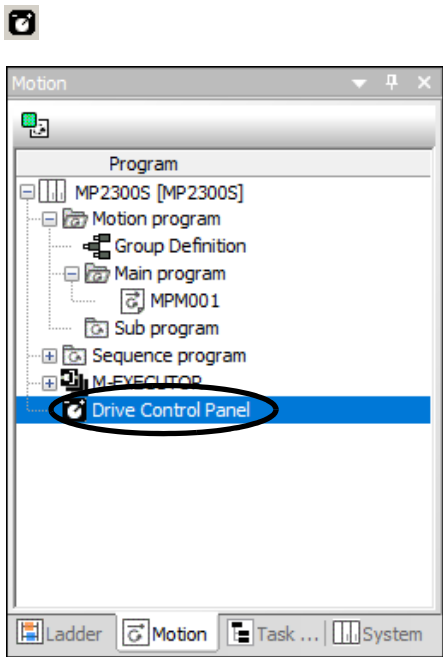 Motion
Program
MP2300S [MP2300S]
Motion program
Group Definition
Main program
MPM001
Sub program
Sequence program
M-EXECUTOR
Drive Control Panel
Ladder Motion Task ... System